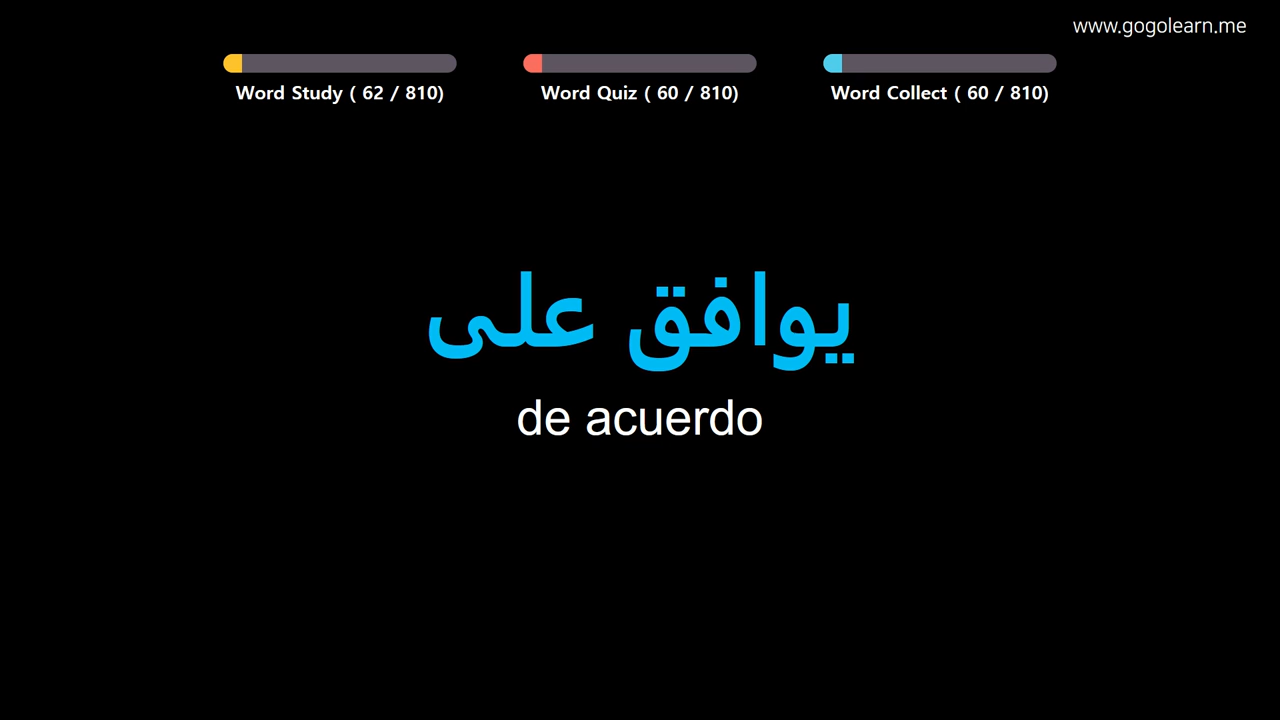 www.gogolearn.me
Word Study ( 62 / 810)
Word Quiz ( 60 / 810)
Word Collect ( 60 / 810)
يوافق على
de acuerdo